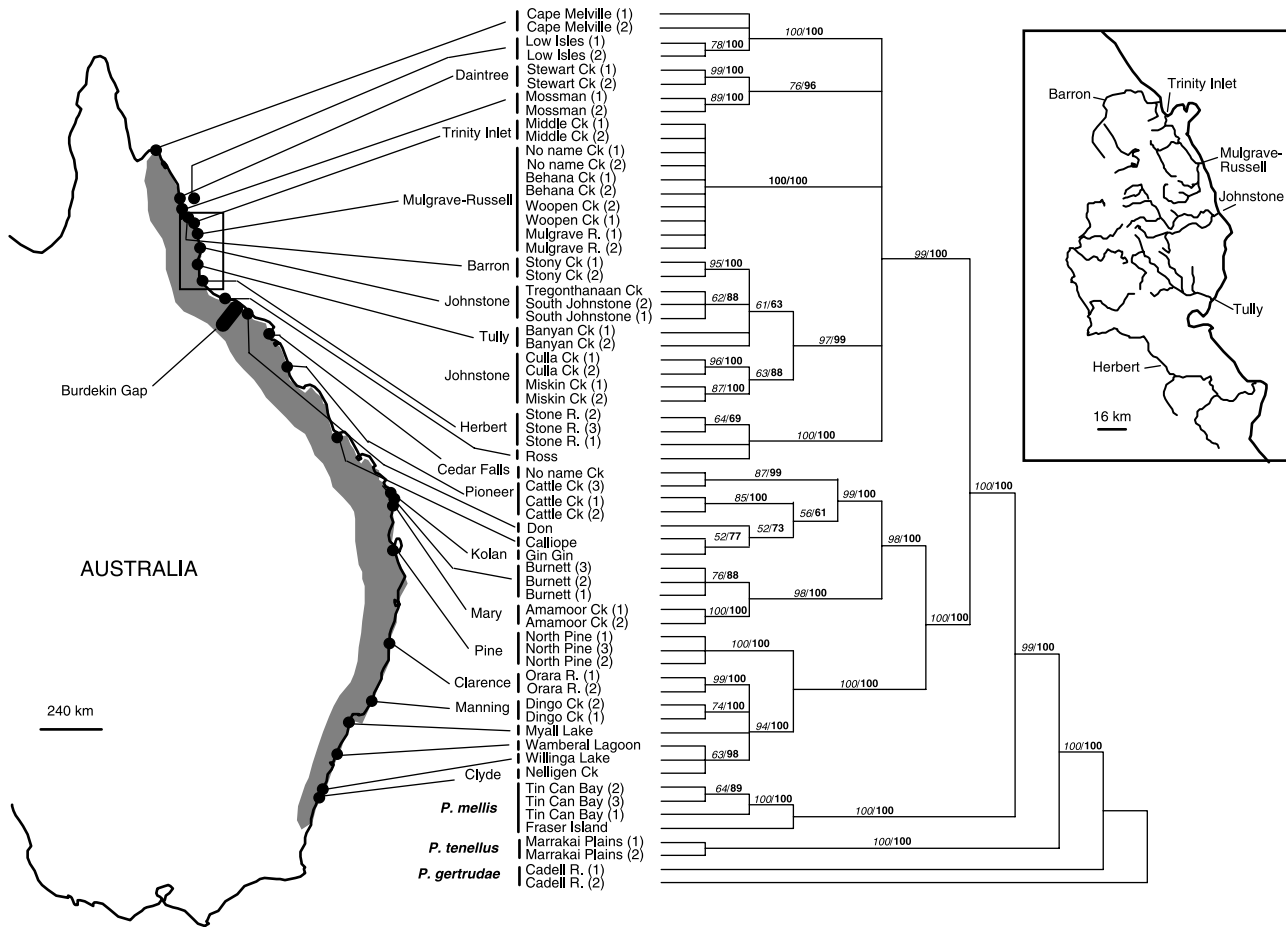 Cape Melville (1)
Cape Melville (2)
Low Isles (1)
Low Isles (2)
Stewart Ck (1)
Stewart Ck (2)
Mossman (1)
Mossman (2)
Middle Ck (1)
Middle Ck (2)
No name Ck (1)
No name Ck (2)
Behana Ck (1)
Behana Ck (2)
Woopen Ck (2)
Woopen Ck (1)
Mulgrave R. (1)
Mulgrave R. (2)
Stony Ck (1)
Stony Ck (2)
Tregonthanaan Ck
South Johnstone (2)
South Johnstone (1)
Banyan Ck (1)
Banyan Ck (2)
Culla Ck (1)
Culla Ck (2)
Miskin Ck (1)
Miskin Ck (2)
Stone R. (2)
Stone R. (3)
Stone R. (1)
Ross
No name Ck
Cattle Ck (3)
Cattle Ck (1)
Cattle Ck (2)
Don
Calliope
Gin Gin
Burnett (3)
Burnett (2)
Burnett (1)
Amamoor Ck (1)
Amamoor Ck (2)
North Pine (1)
North Pine (3)
North Pine (2)
Orara R. (1)
Orara R. (2)
Dingo Ck (2)
Dingo Ck (1)
Myall Lake
Wamberal Lagoon
Willinga Lake
Nelligen Ck
Tin Can Bay (2)
Tin Can Bay (3)
Tin Can Bay (1)
Fraser Island
Marrakai Plains (1)
Marrakai Plains (2)
Cadell R. (1)
Cadell R. (2)
Daintree
Trinity Inlet
Mulgrave-Russell
Barron
Johnstone
Tully
Johnstone
Herbert
Cedar Falls
Pioneer
Kolan
Mary
Pine
Clarence
Manning
Clyde
P. mellis
P. tenellus
P. gertrudae
Burdekin Gap
AUSTRALIA
240 km
100/100
78/100
99/100
76/96
89/100
100/100
99/100
95/100
62/88
61/63
97/99
96/100
63/88
87/100
64/69
100/100
87/99
99/100
85/100
56/61
52/73
52/77
98/100
100/100
76/88
98/100
100/100
100/100
100/100
99/100
99/100
100/100
74/100
94/100
63/98
100/100
64/89
100/100
100/100
100/100
Barron
Trinity Inlet
Mulgrave-
Russell
Johnstone
Tully
Herbert
16 km